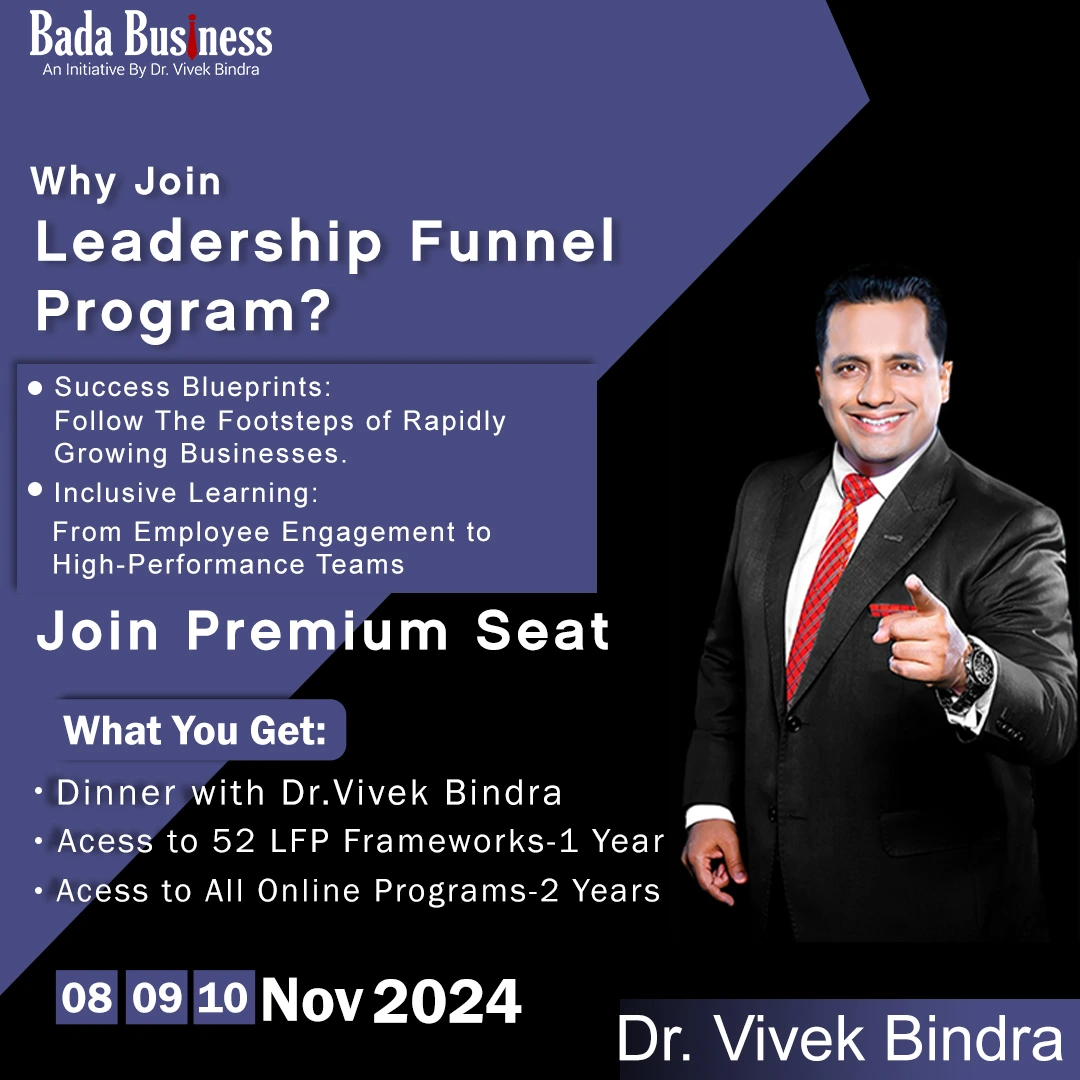 Bada Business
An Initiative By Dr. Vivek Bindra
Why Join
Leadership Funnel
Program?
• Success Blueprints:
Follow The Footsteps of Rapidly
Growing Businesses.
• Inclusive Learning:
From Employee Engagement to
High-Performance Teams
Join Premium Seat
What You Get:
• Dinner with Dr.Vivek Bindra
• Acess to 52 LFP Frameworks-1 Year
• Acess to All Online Programs-2 Years
08 09 10 Nov 2024
Dr. Vivek Bindra